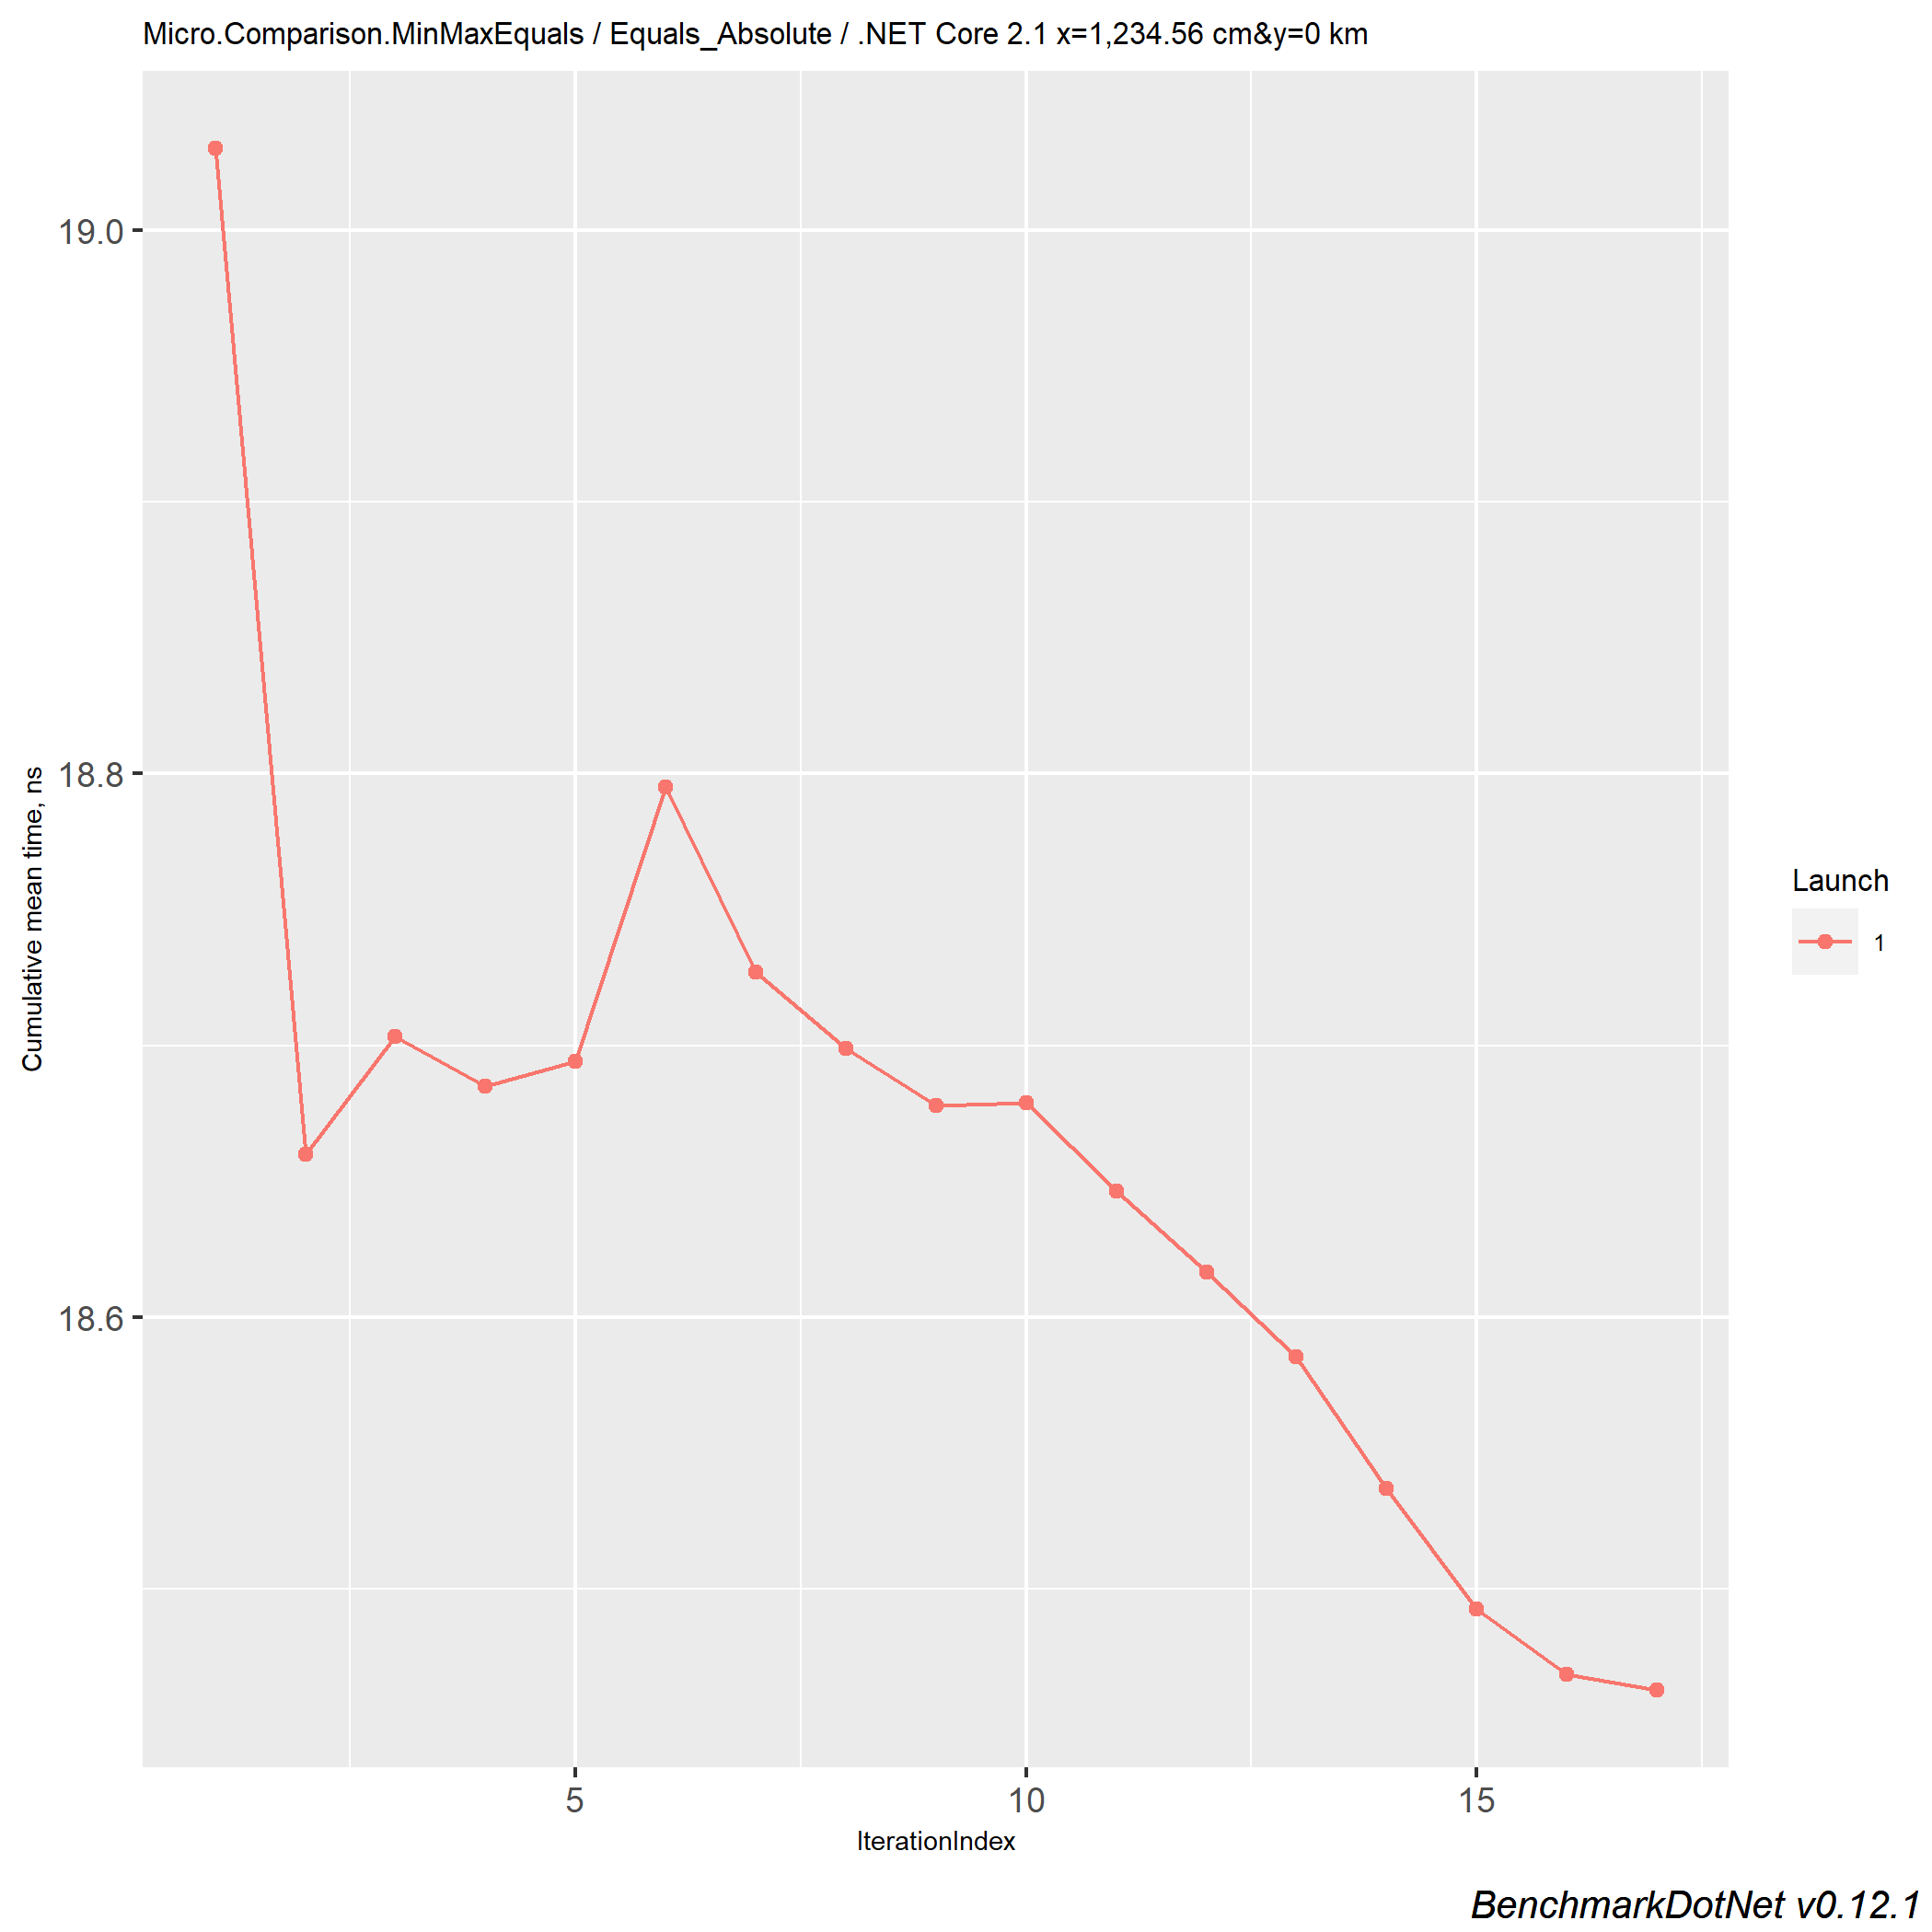 Micro.Comparison.MinMaxEquals / Equals_Absolute / .NET Core 2.1 x=1,234.56 cm&y=0 km
19.0
18.8
18.6
Cumulative mean time, ns
5
10
15
IterationIndex
Launch
1
BenchmarkDotNet v0.12.1